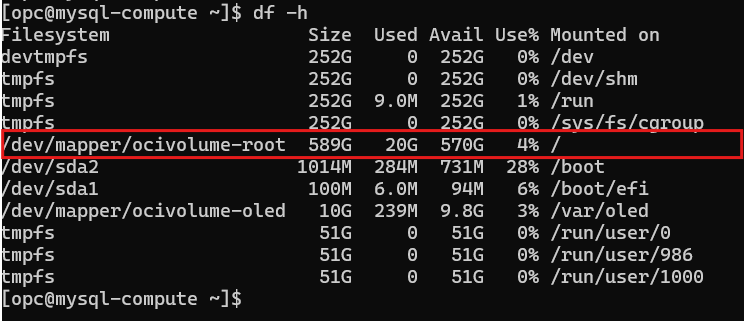 [opc@mysql-compute ~]$ df -h
Filesystem                  Size  Used Avail Use% Mounted on
devtmpfs                    252G     0  252G   0% /dev
tmpfs                       252G     0  252G   0% /dev/shm
tmpfs                       252G  9.0M  252G   1% /run
tmpfs                       252G     0  252G   0% /sys/fs/cgroup
/dev/mapper/ocivolume-root  589G   20G  570G   4% /
/dev/sda2                  1014M  284M  731M  28% /boot
/dev/sda1                   100M  6.0M   94M   6% /boot/efi
/dev/mapper/ocivolume-oled   10G  239M  9.8G   3% /var/oled
tmpfs                        51G     0   51G   0% /run/user/0
tmpfs                        51G     0   51G   0% /run/user/986
tmpfs                        51G     0   51G   0% /run/user/1000
[opc@mysql-compute ~]$